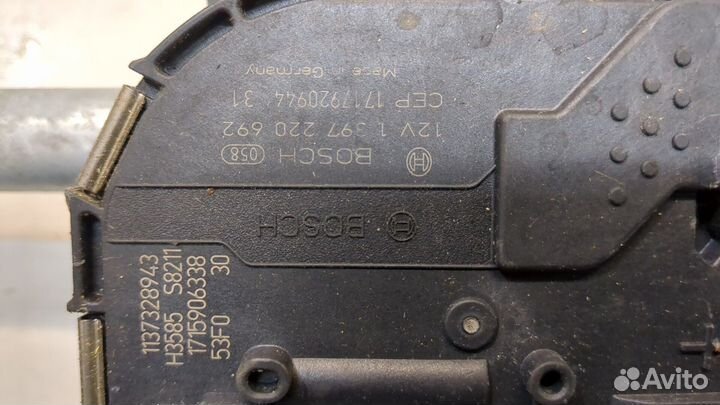 BOSCH 058
12V 1 397 220 692
CEP 1717920944 31
Made in Germany
BOSCH
1137328943
H3585 S8211
1715906338
53F0 30
Avito